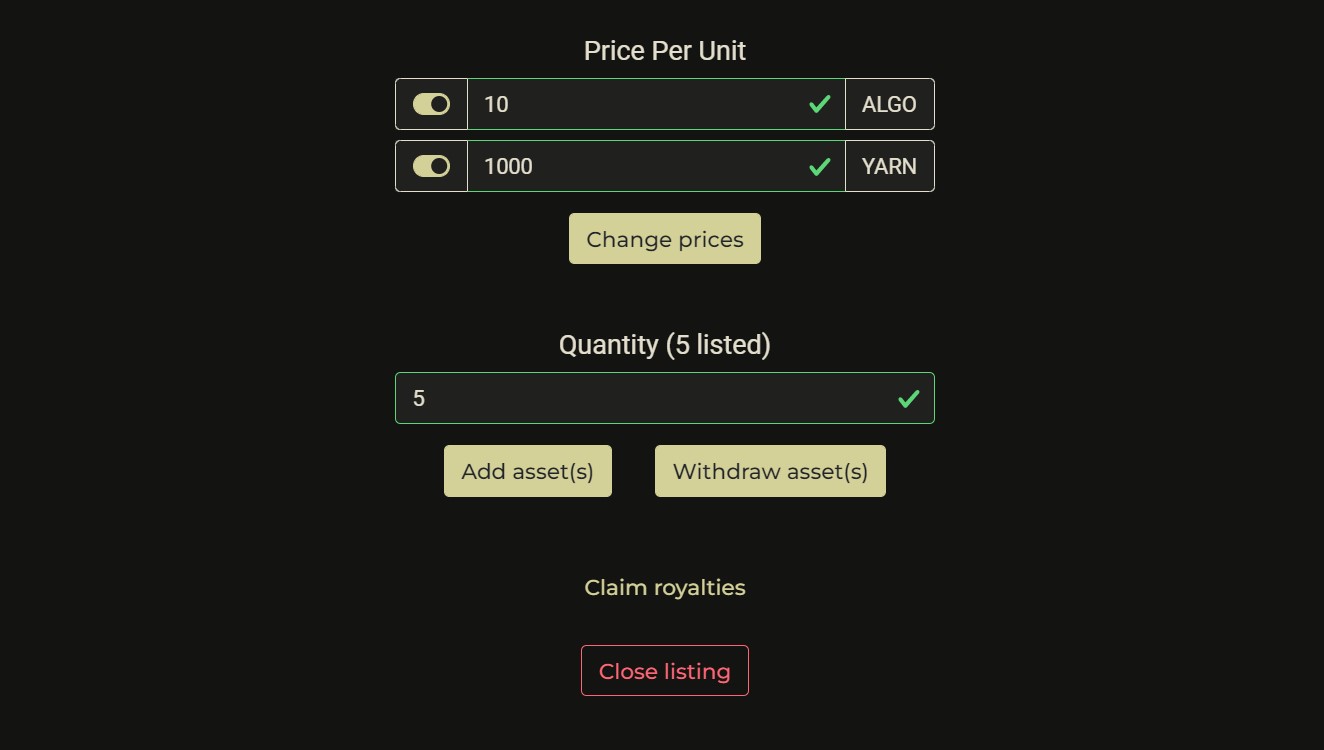 Price Per Unit
10 ALGO
1000 YARN
Change prices
Quantity (5 listed)
5
Add asset(s) Withdraw asset(s)
Claim royalties
Close listing